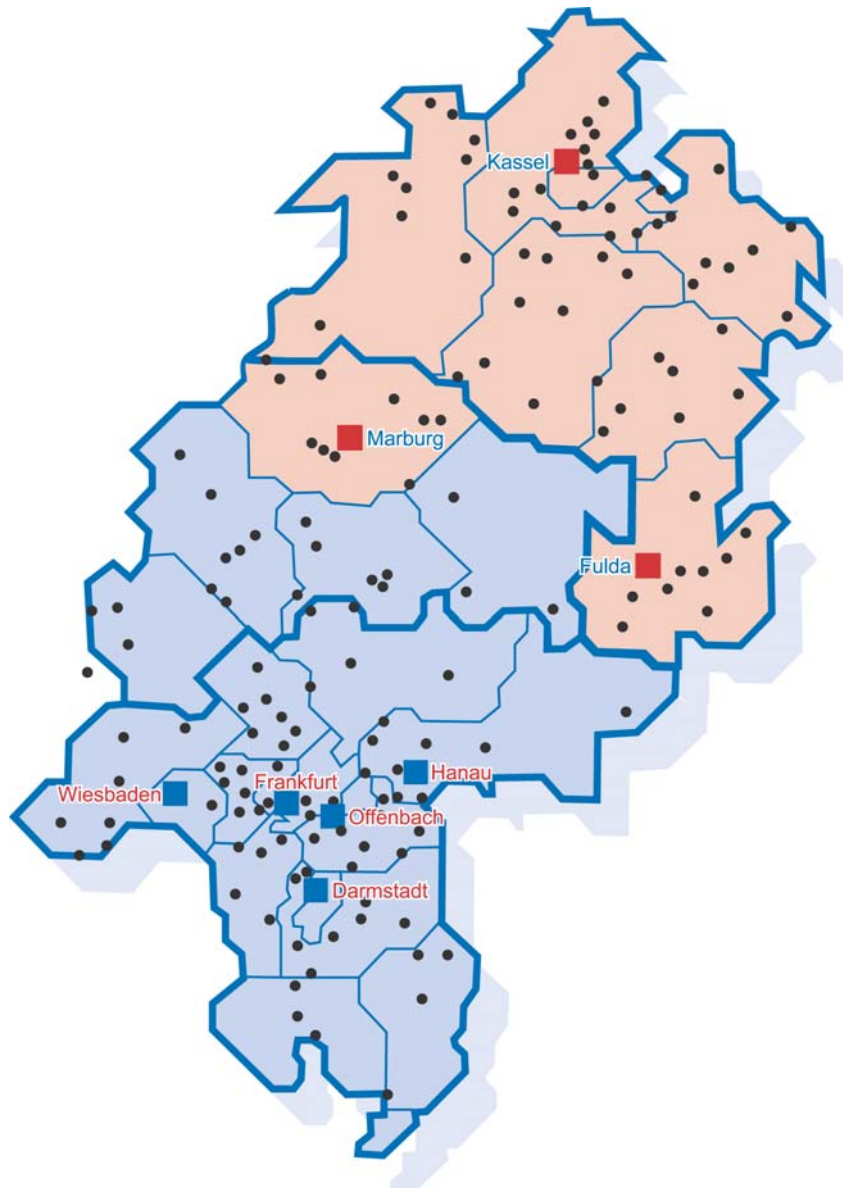 Kassel
Marburg
Fulda
Hanau
Frankfurt
Wiesbaden
Offenbach
Darmstadt